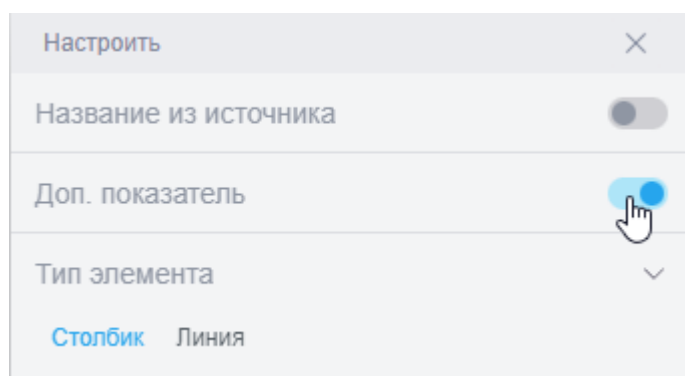 Настроить
Название из источника
Доп. показатель
Тип элемента
Столбик Линия